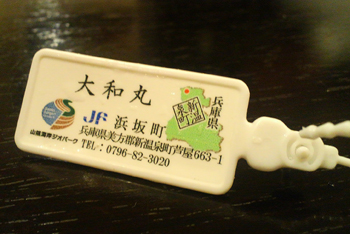 大和丸
兵庫県
新温泉町
JF 浜坂町
山陰海岸ジオパーク
兵庫県美方郡新温泉町芦屋663-1
TEL:0796-82-3020